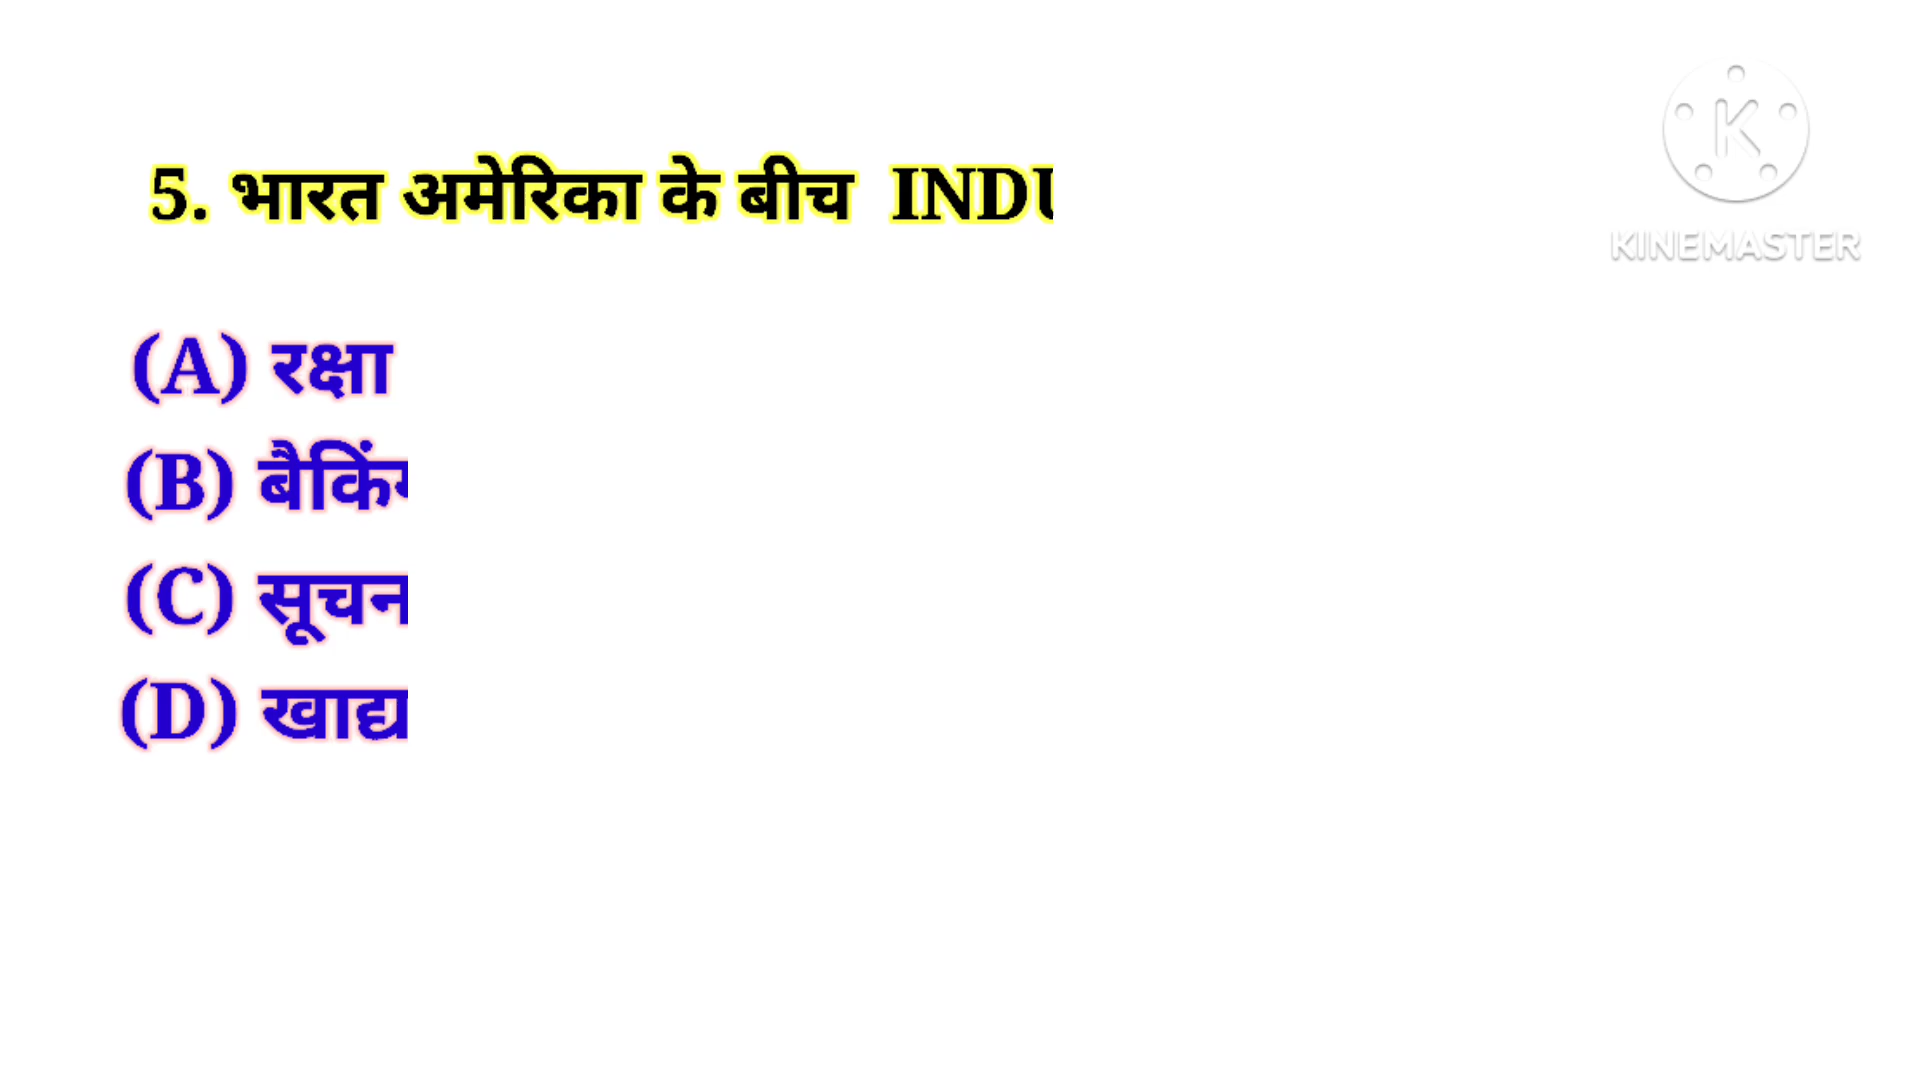 5. भारत अमेरिका के बीच INDU
(A) रक्षा
(B) बैकिंग
(C) सूचन
(D) खाद्य
K
KINEMASTER